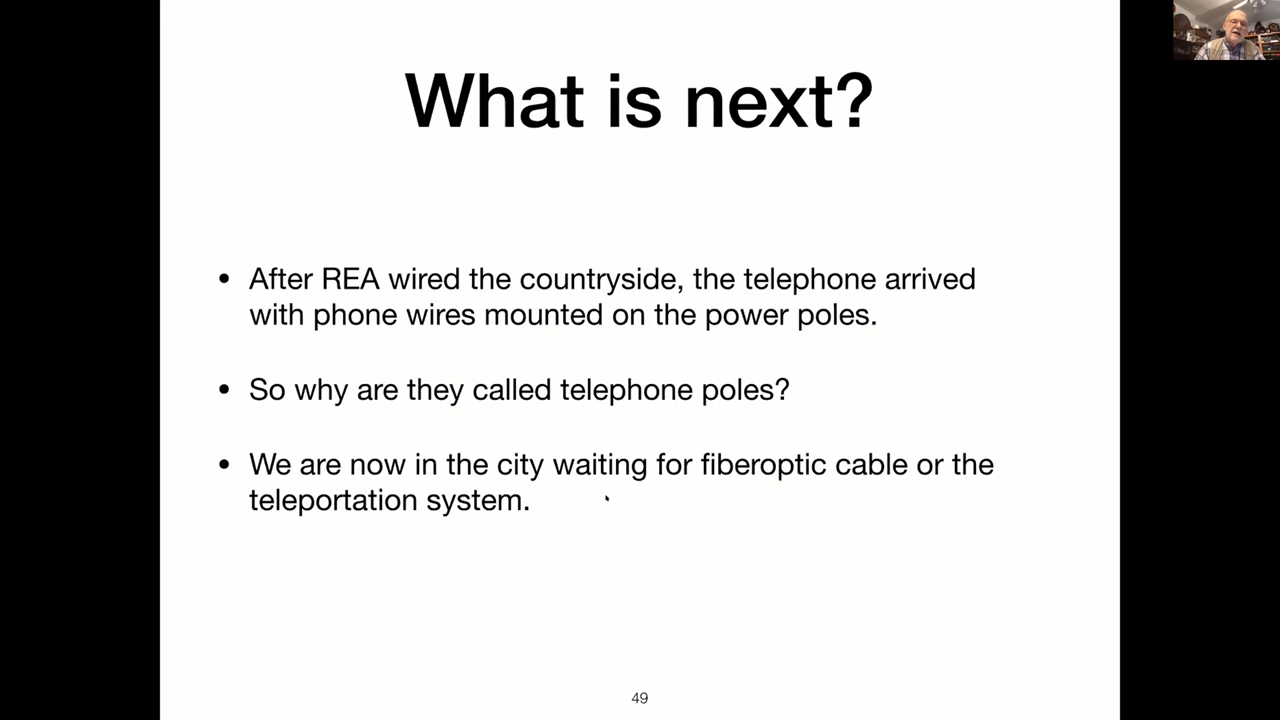 What is next?
• After REA wired the countryside, the telephone arrived
with phone wires mounted on the power poles.
• So why are they called telephone poles?
• We are now in the city waiting for fiberoptic cable or the
teleportation system.
49